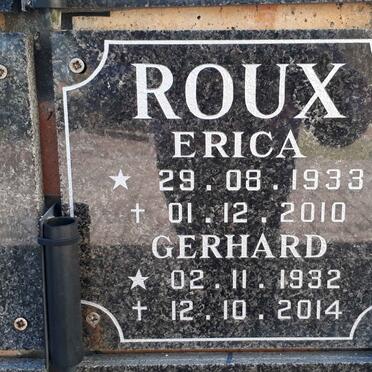 ROUX
ERICA
★ 29.08.1933
† 01.12.2010
GERHARD
★ 02.11.1932
† 12.10.2014